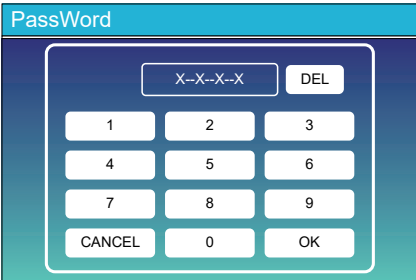 PassWord
X--X--X--X DEL
1 2 3
4 5 6
7 8 9
CANCEL 0 OK